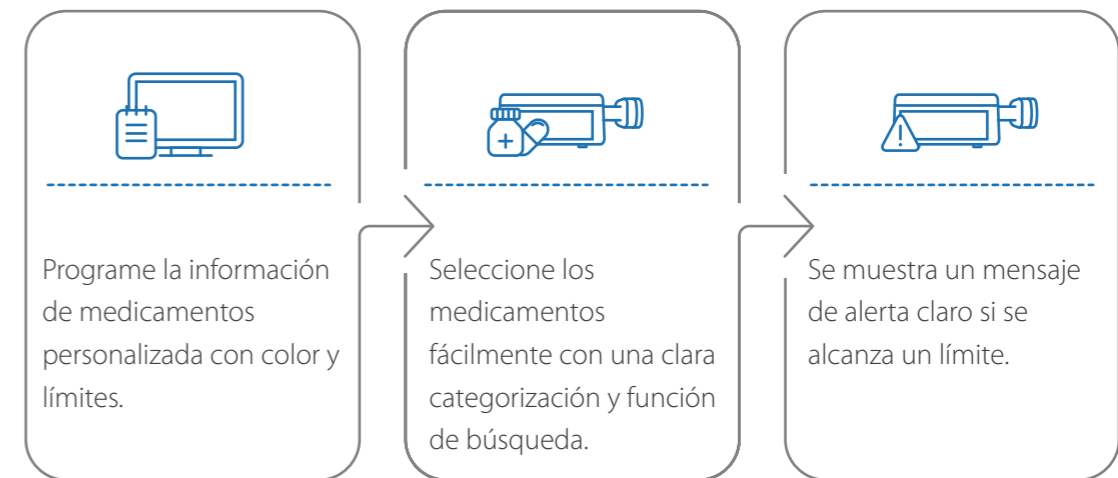 Programe la información
de medicamentos
personalizada con color y
límites.
Seleccione los
medicamentos
fácilmente con una clara
categorización y función
de búsqueda.
Se muestra un mensaje
de alerta claro si se
alcanza un límite.